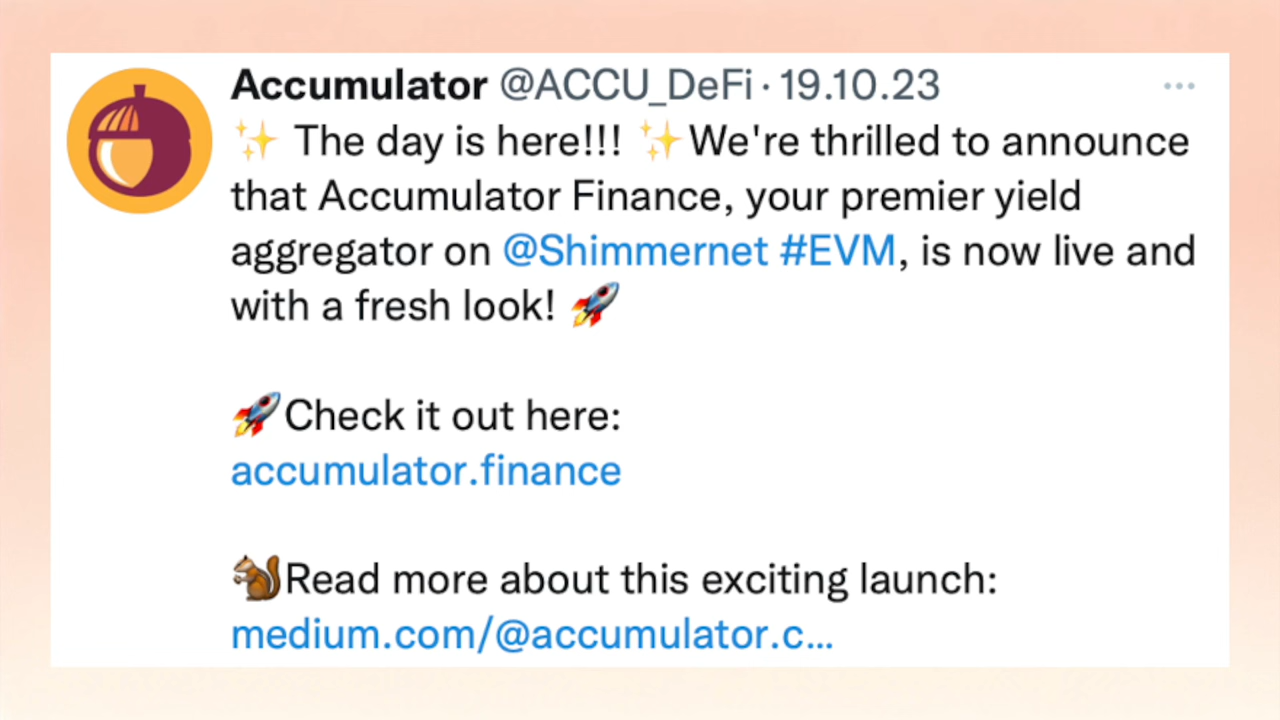 Accumulator @ACCU_DeFi · 19.10.23
✨ The day is here!!! ✨We're thrilled to announce
that Accumulator Finance, your premier yield
aggregator on @Shimmernet #EVM, is now live and
with a fresh look! 🚀
🚀Check it out here:
accumulator.finance
🐿️Read more about this exciting launch:
medium.com/@accumulator.c...